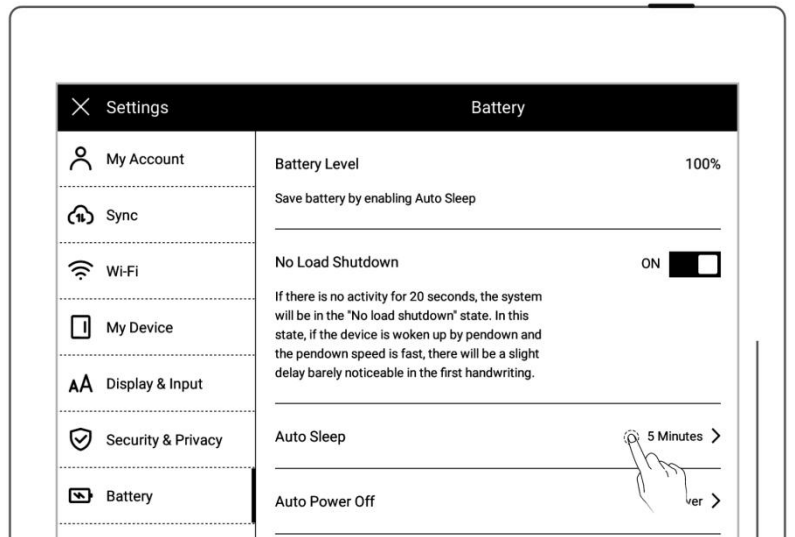 Settings
Battery
My Account
Sync
Wi-Fi
My Device
Display & Input
Security & Privacy
Battery
Battery Level 100%
Save battery by enabling Auto Sleep
No Load Shutdown ON
If there is no activity for 20 seconds, the system
will be in the "No load shutdown" state. In this
state, if the device is woken up by pendown and
the pendown speed is fast, there will be a slight
delay barely noticeable in the first handwriting.
Auto Sleep 5 Minutes
Auto Power Off